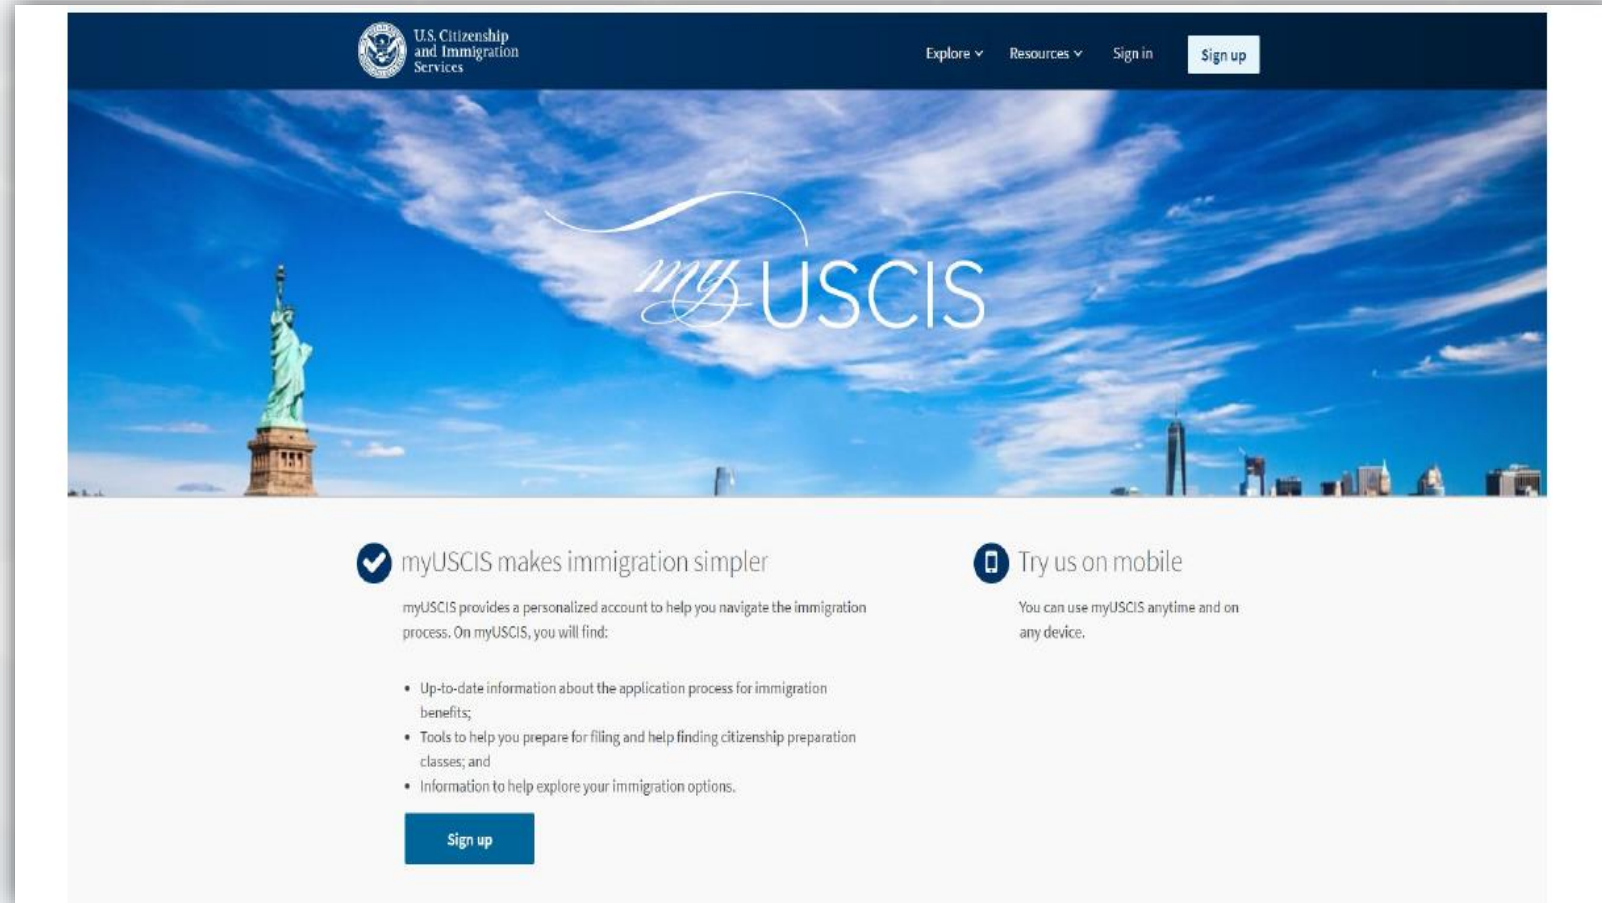 U.S. Citizenship
and Immigration
Services
Explore
Resources
Sign in
Sign up
my USCIS
myUSCIS makes immigration simpler
myUSCIS provides a personalized account to help you navigate the immigration
process. On myUSCIS, you will find:
• Up-to-date information about the application process for immigration
benefits;
• Tools to help you prepare for filing and help finding citizenship preparation
classes; and
• Information to help explore your immigration options.
Sign up
Try us on mobile
You can use myUSCIS anytime and on
any device.